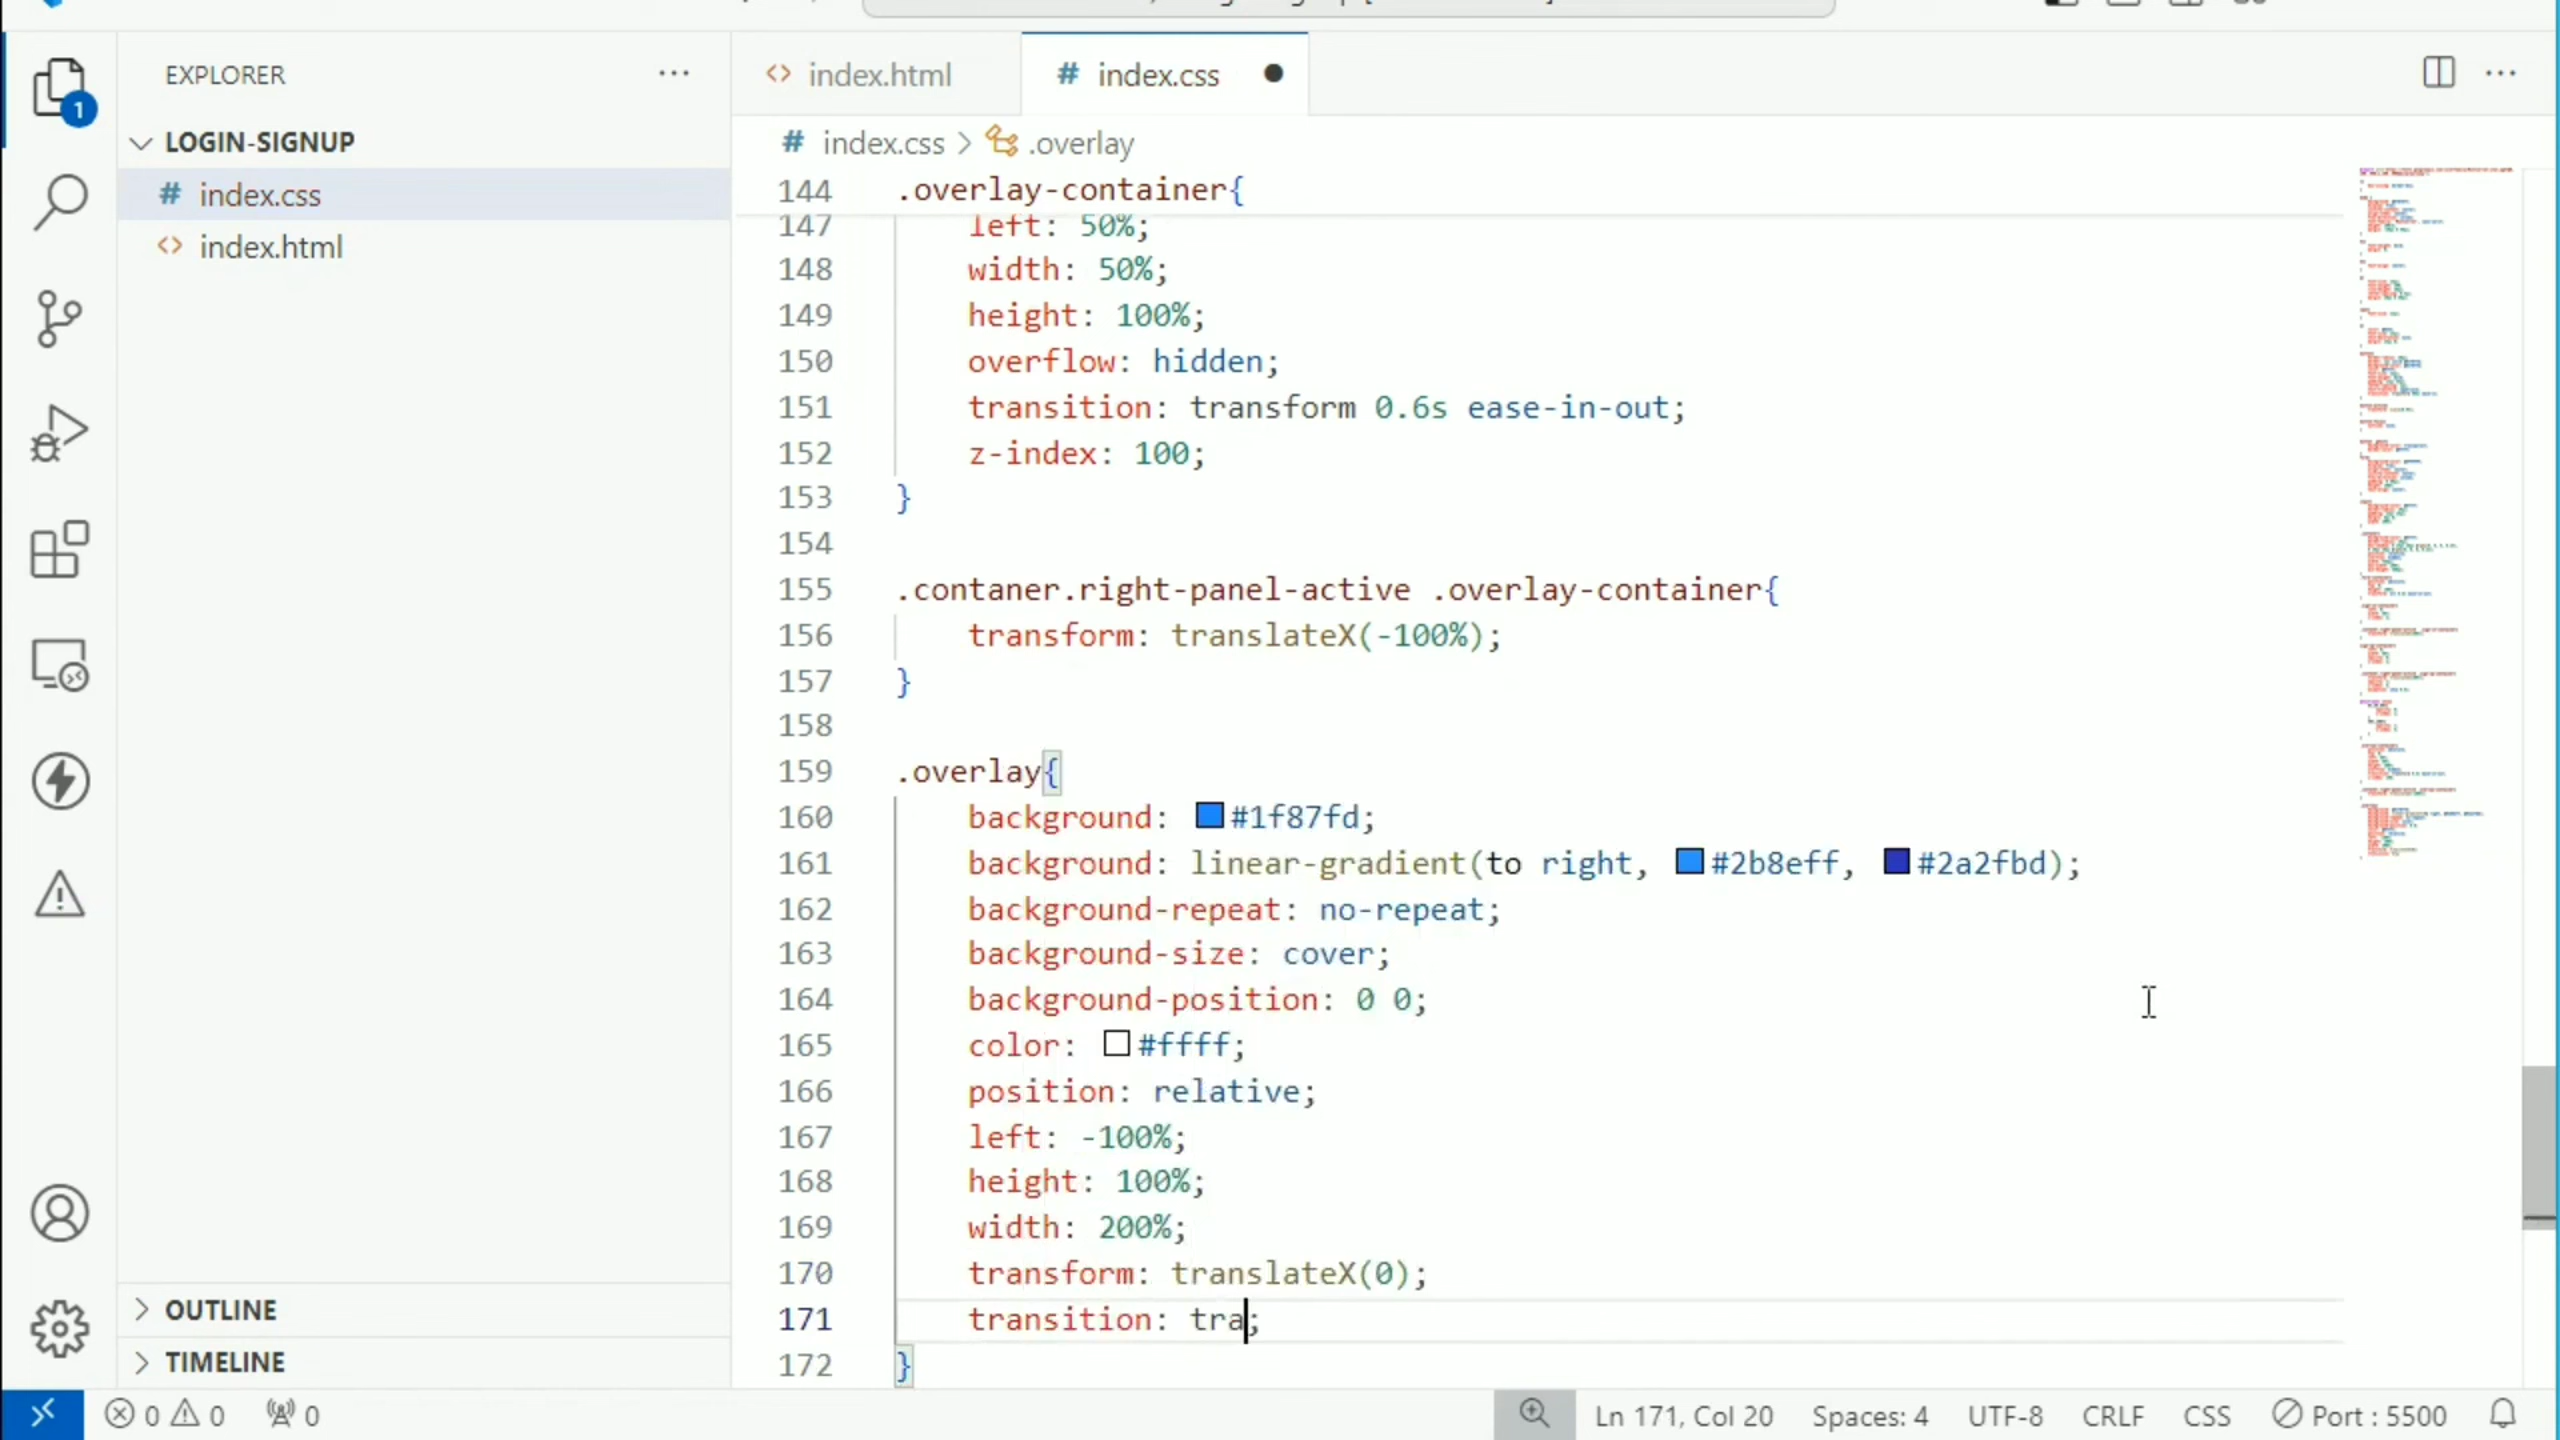 EXPLORER
index.html
index.css
1
LOGIN-SIGNUP
index.css > .overlay
index.css
index.html
144 .overlay-container{
147 left: 50%;
148 width: 50%;
149 height: 100%;
150 overflow: hidden;
151 transition: transform 0.6s ease-in-out;
152 z-index: 100;
153 }
154
155 .contaner.right-panel-active .overlay-container{
156 transform: translateX(-100%);
157 }
158
159 .overlay{
160 background: #1f87fd;
161 background: linear-gradient(to right, #2b8eff, #2a2fbd);
162 background-repeat: no-repeat;
163 background-size: cover;
164 background-position: 0 0;
165 color: #ffff;
166 position: relative;
167 left: -100%;
168 height: 100%;
169 width: 200%;
170 transform: translateX(0);
171 transition: tra;
172 }
OUTLINE
TIMELINE
0 0 0 Ln 171, Col 20 Spaces: 4 UTF-8 CRLF CSS Port : 5500